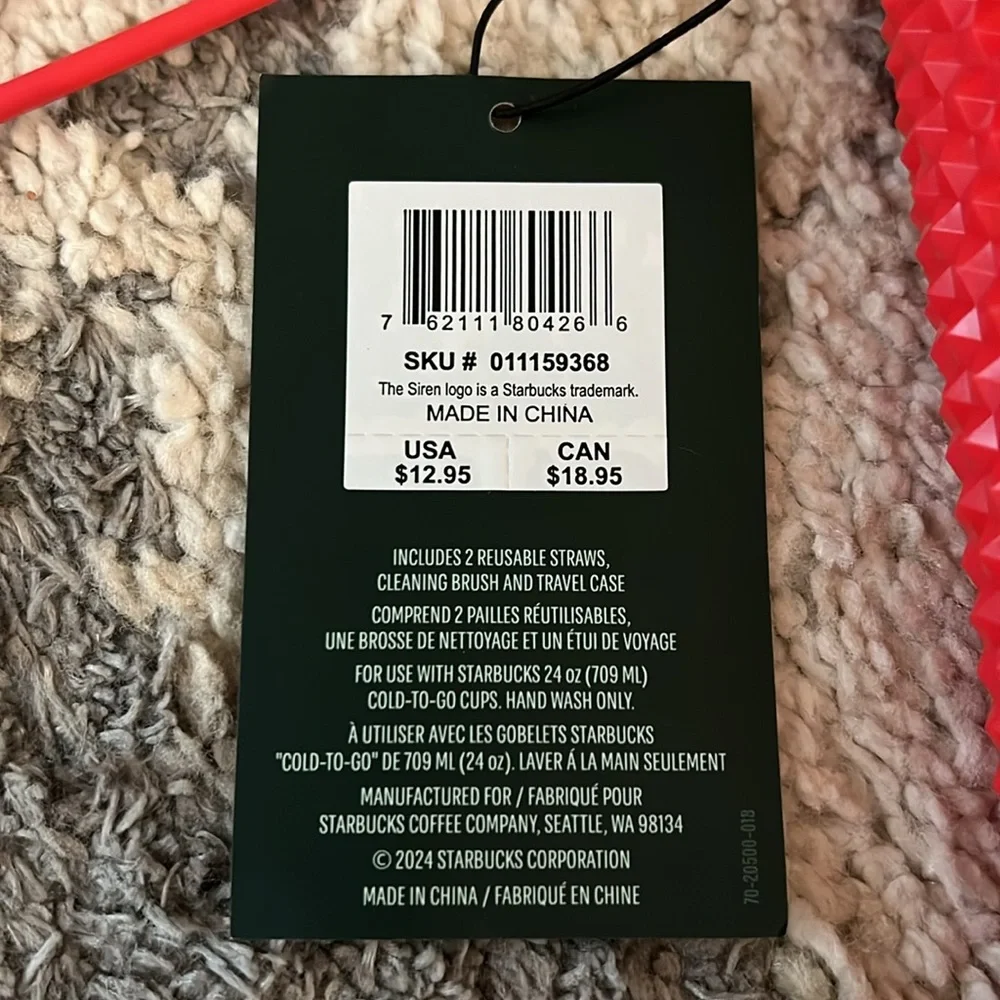 7 62111 80426 6
SKU # 011159368
The Siren logo is a Starbucks trademark.
MADE IN CHINA
USA CAN
$12.95 $18.95
INCLUDES 2 REUSABLE STRAWS,
CLEANING BRUSH AND TRAVEL CASE
COMPREND 2 PAILLES RÉUTILISABLES,
UNE BROSSE DE NETTOYAGE ET UN ÉTUI DE VOYAGE
FOR USE WITH STARBUCKS 24 oz (709 ML)
COLD-TO-GO CUPS. HAND WASH ONLY.
À UTILISER AVEC LES GOBELETS STARBUCKS
"COLD-TO-GO" DE 709 ML (24 oz). LAVER Á LA MAIN SEULEMENT
MANUFACTURED FOR / FABRIQUÉ POUR
STARBUCKS COFFEE COMPANY, SEATTLE, WA 98134
© 2024 STARBUCKS CORPORATION
MADE IN CHINA / FABRIQUÉ EN CHINE
70-20500-018